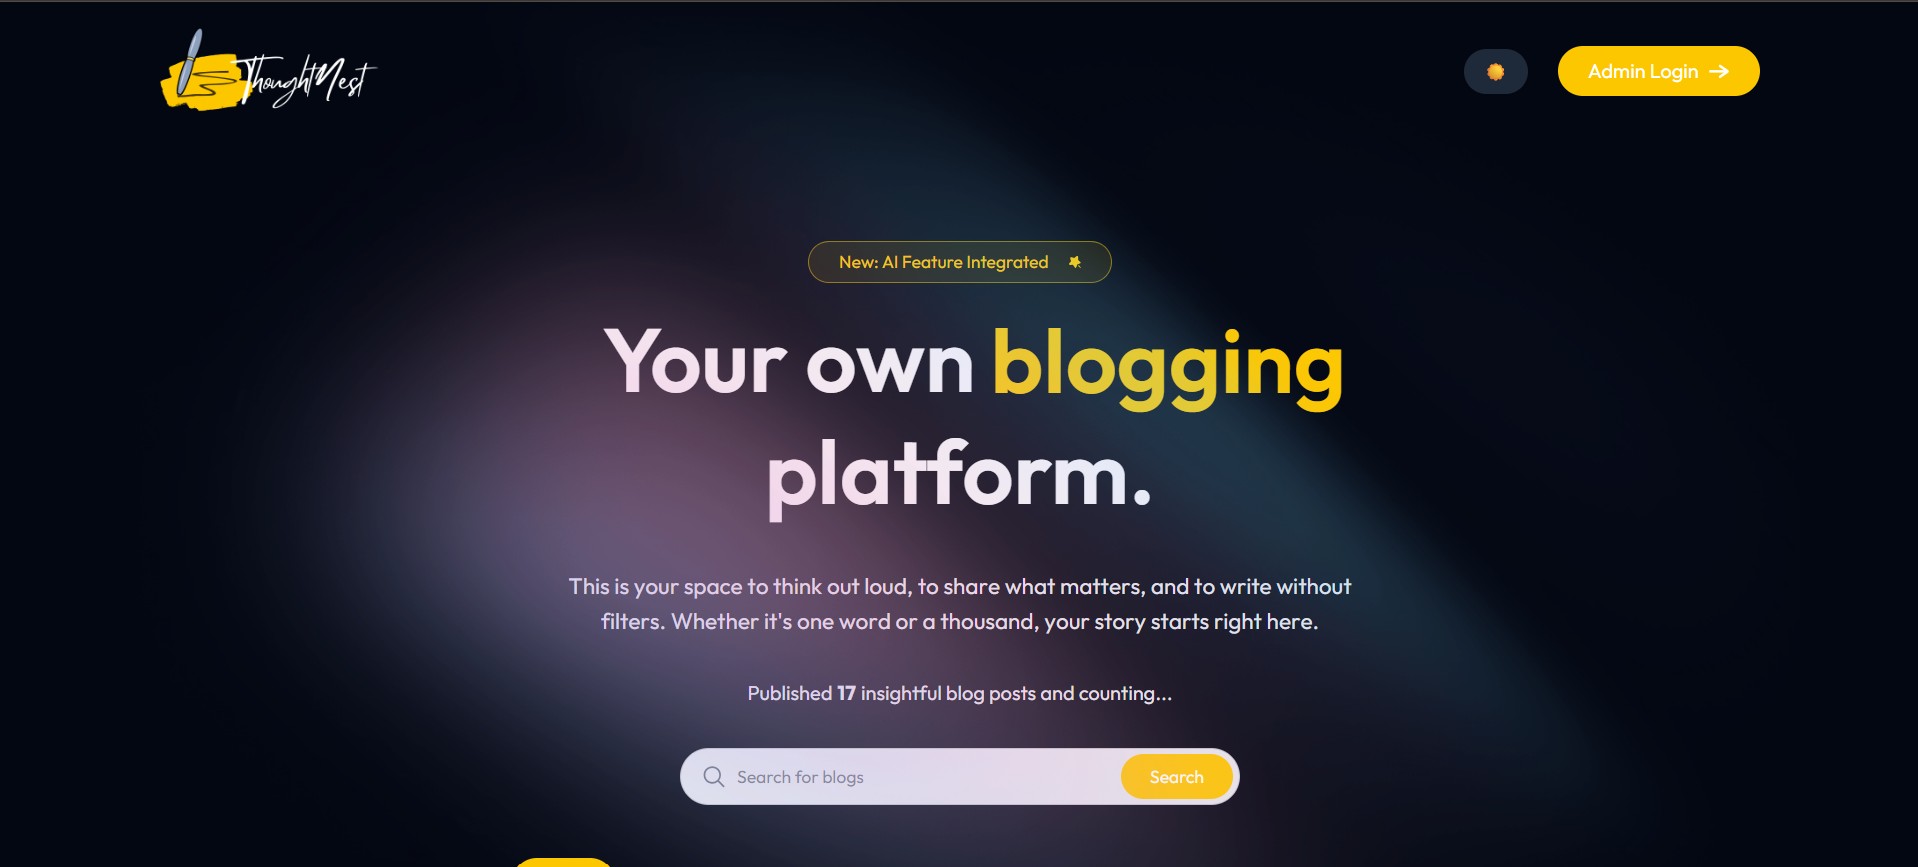 ThoughtNest
Admin Login
New: AI Feature Integrated
Your own blogging
platform.
This is your space to think out loud, to share what matters, and to write without
filters. Whether it's one word or a thousand, your story starts right here.
Published 17 insightful blog posts and counting...
Search for blogs
Search